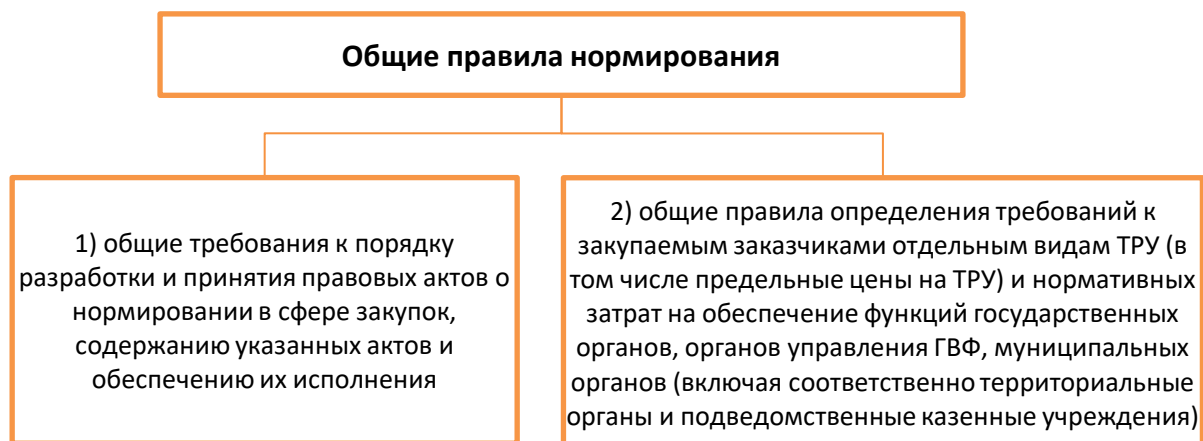 Общие правила нормирования
1) общие требования к порядку
разработки и принятия правовых актов о
нормировании в сфере закупок,
содержанию указанных актов и
обеспечению их исполнения
2) общие правила определения требований к
закупаемым заказчиками отдельным видам ТРУ (в
том числе предельные цены на ТРУ) и нормативных
затрат на обеспечение функций государственных
органов, органов управления ГВФ, муниципальных
органов (включая соответственно территориальные
органы и подведомственные казенные учреждения)